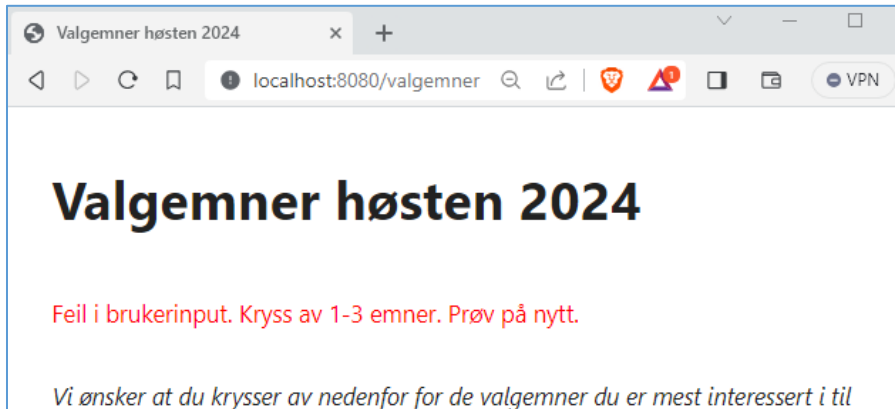 Valgemner høsten 2024
localhost:8080/valgemner
1
VPN
Valgemner høsten 2024
Feil i brukerinput. Kryss av 1-3 emner. Prøv på nytt.
Vi ønsker at du krysser av nedenfor for de valgemner du er mest interessert i til